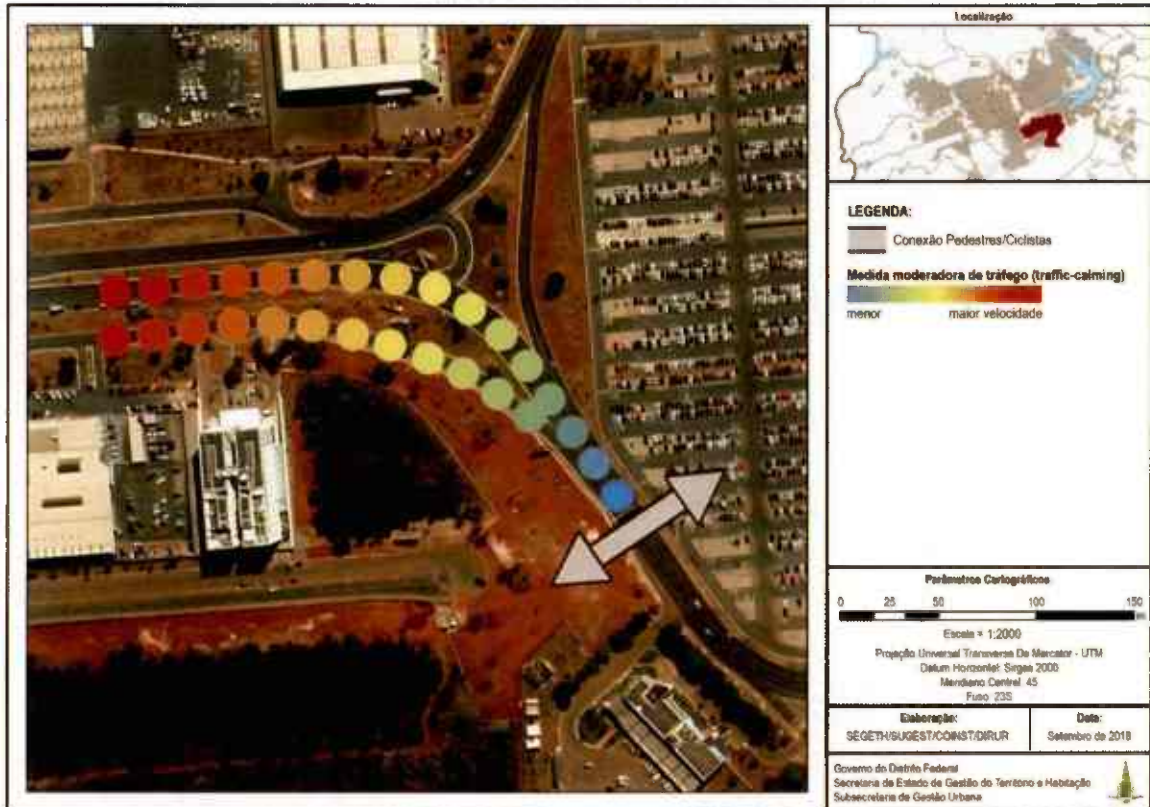 Localização
LEGENDA:
Conexão Pedestres/Ciclistas
Medida moderadora de tráfego (traffic-calming)
menor maior velocidade
Parâmetros Cartográficos
0 25 50 100 150
m
Escala = 1:2000
Projeção Universal Transversa De Mercator - UTM
Datum Horizontal: Sirgas 2000
Meridiano Central: 45
Fuso: 23S
Elaboração:
SEGETH/SUGEST/COINST/DIRUR
Data:
Setembro de 2018
Governo do Distrito Federal
Secretaria de Estado de Gestão do Território e Habitação
Subsecretaria de Gestão Urbana